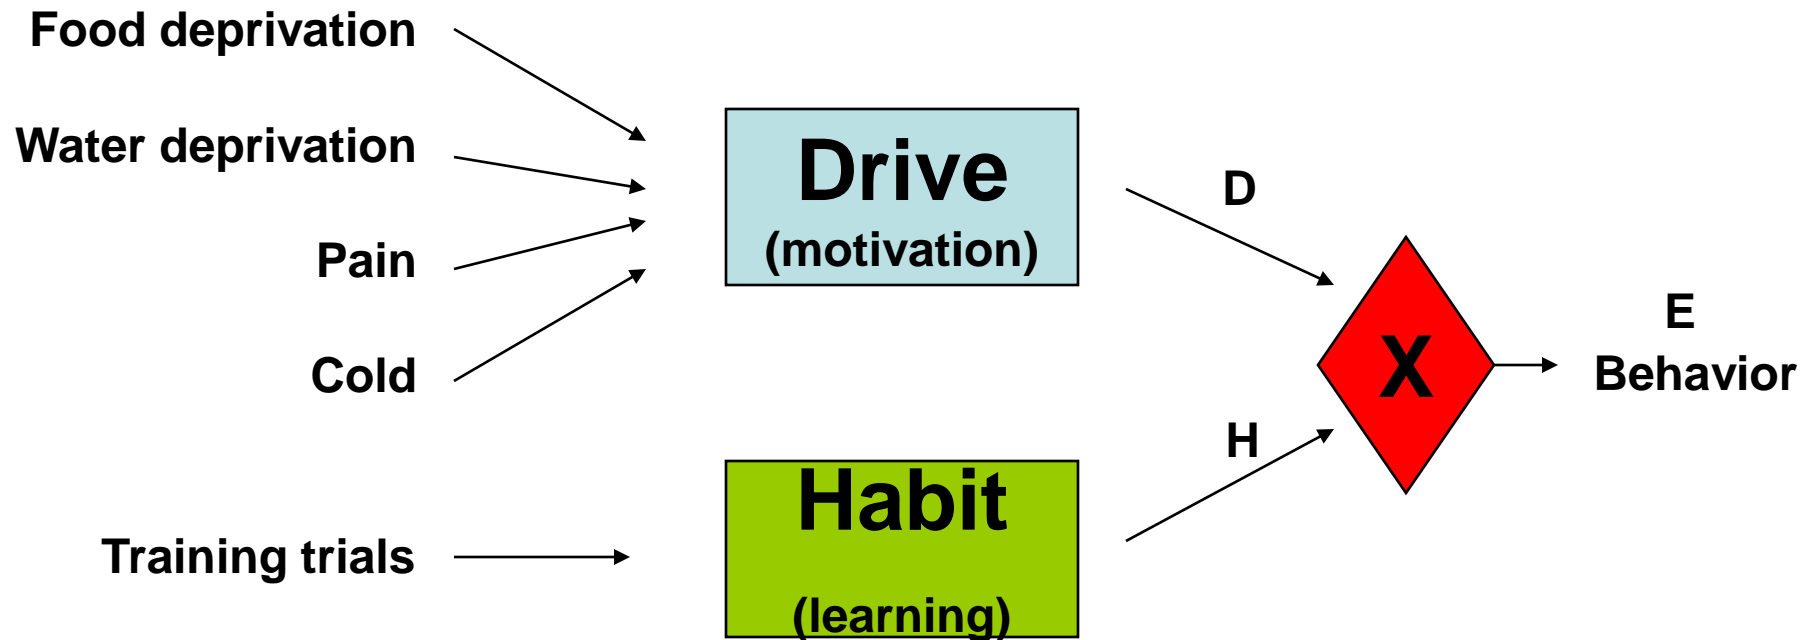 Food deprivation
Water deprivation
Pain
Cold
Training trials
Drive
(motivation)
Habit
(learning)
D
H
X
E
Behavior